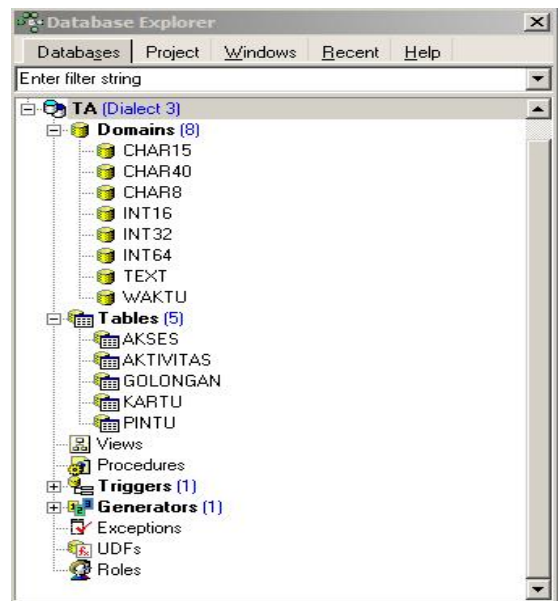 Database Explorer
Databases Project Windows Recent Help
Enter filter string
TA (Dialect 3)
Domains (8)
CHAR15
CHAR40
CHAR8
INT16
INT32
INT64
TEXT
WAKTU
Tables (5)
AKSES
AKTIVITAS
GOLONGAN
KARTU
PINTU
Views
Procedures
Triggers (1)
Generators (1)
Exceptions
UDFs
Roles